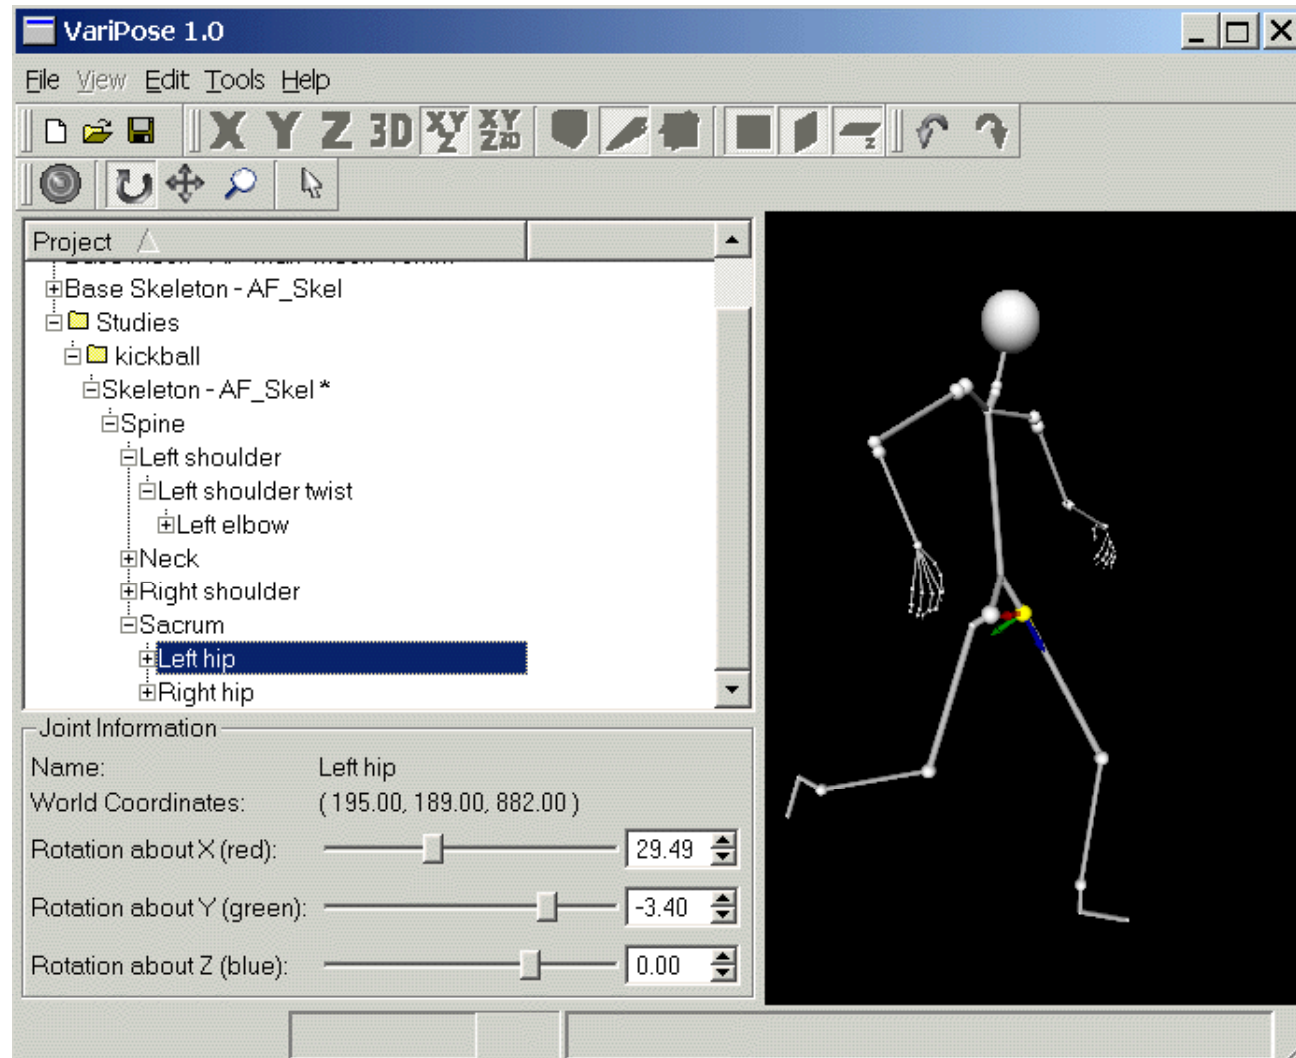 VariPose 1.0
File View Edit Tools Help
X Y Z 3D XY Z XY Z3D z
Project
Base Skeleton - AF_Skel
Studies
kickball
Skeleton - AF_Skel *
Spine
Left shoulder
Left shoulder twist
Left elbow
Neck
Right shoulder
Sacrum
Left hip
Right hip
Joint Information
Name: Left hip
World Coordinates: ( 195.00, 189.00, 882.00 )
Rotation about X (red): 29.49
Rotation about Y (green): -3.40
Rotation about Z (blue): 0.00